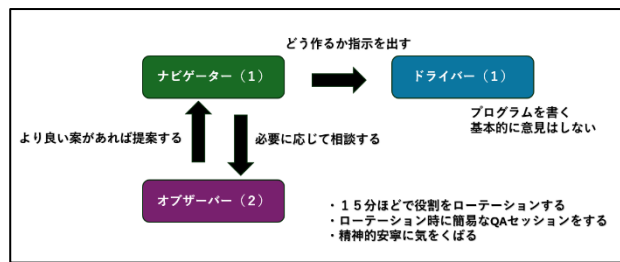 どう作るか指示を出す
ナビゲーター（1）
ドライバー（1）
プログラムを書く
基本的に意見はしない
より良い案があれば提案する
必要に応じて相談する
オブザーバー（2）
・１５分ほどで役割をローテーションする
・ローテーション時に簡易なQAセッションをする
・精神的安寧に気をくばる